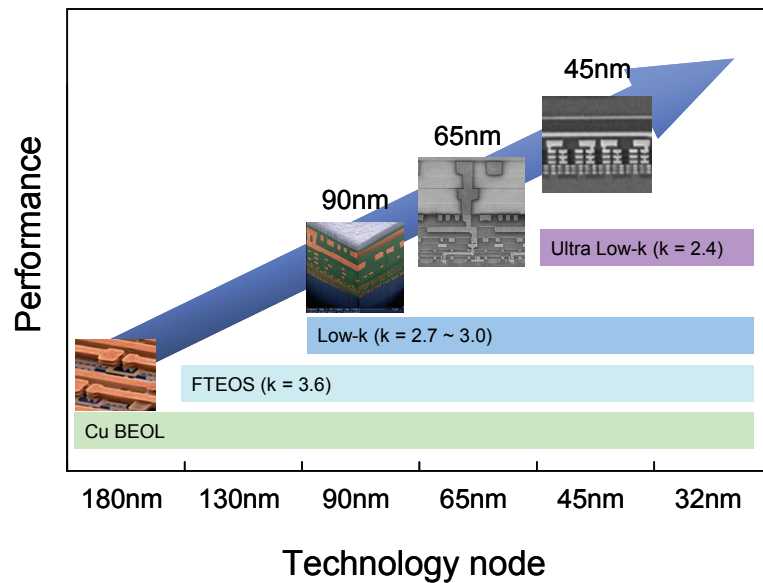 45nm
65nm
90nm
Performance
Ultra Low-k (k = 2.4)
Low-k (k = 2.7 ~ 3.0)
FTEOS (k = 3.6)
Cu BEOL
180nm 130nm 90nm 65nm 45nm 32nm
Technology node